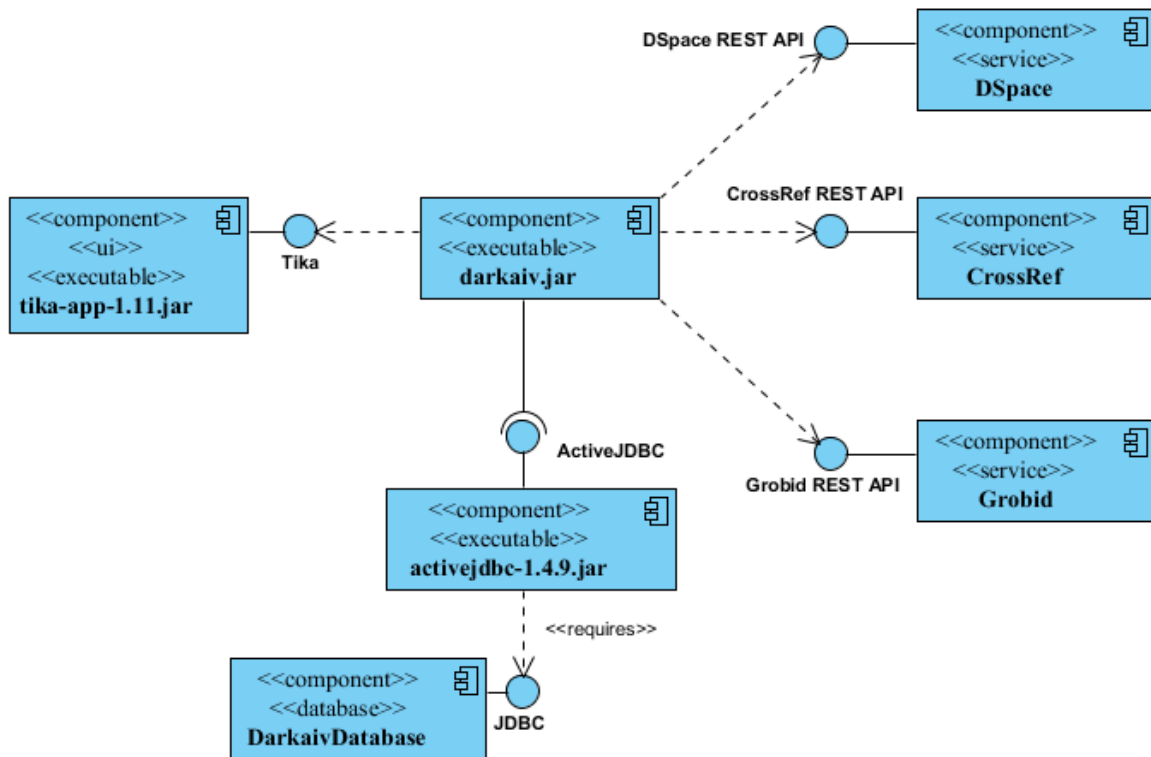 DSpace REST API
<<component>>
<<service>>
DSpace
<<component>>
<<ui>>
<<executable>>
tika-app-1.11.jar
Tika
<<component>>
<<executable>>
darkaiv.jar
CrossRef REST API
<<component>>
<<service>>
CrossRef
ActiveJDBC
Grobid REST API
<<component>>
<<service>>
Grobid
<<component>>
<<executable>>
activejdbc-1.4.9.jar
<<requires>>
<<component>>
<<database>>
DarkaivDatabase
JDBC